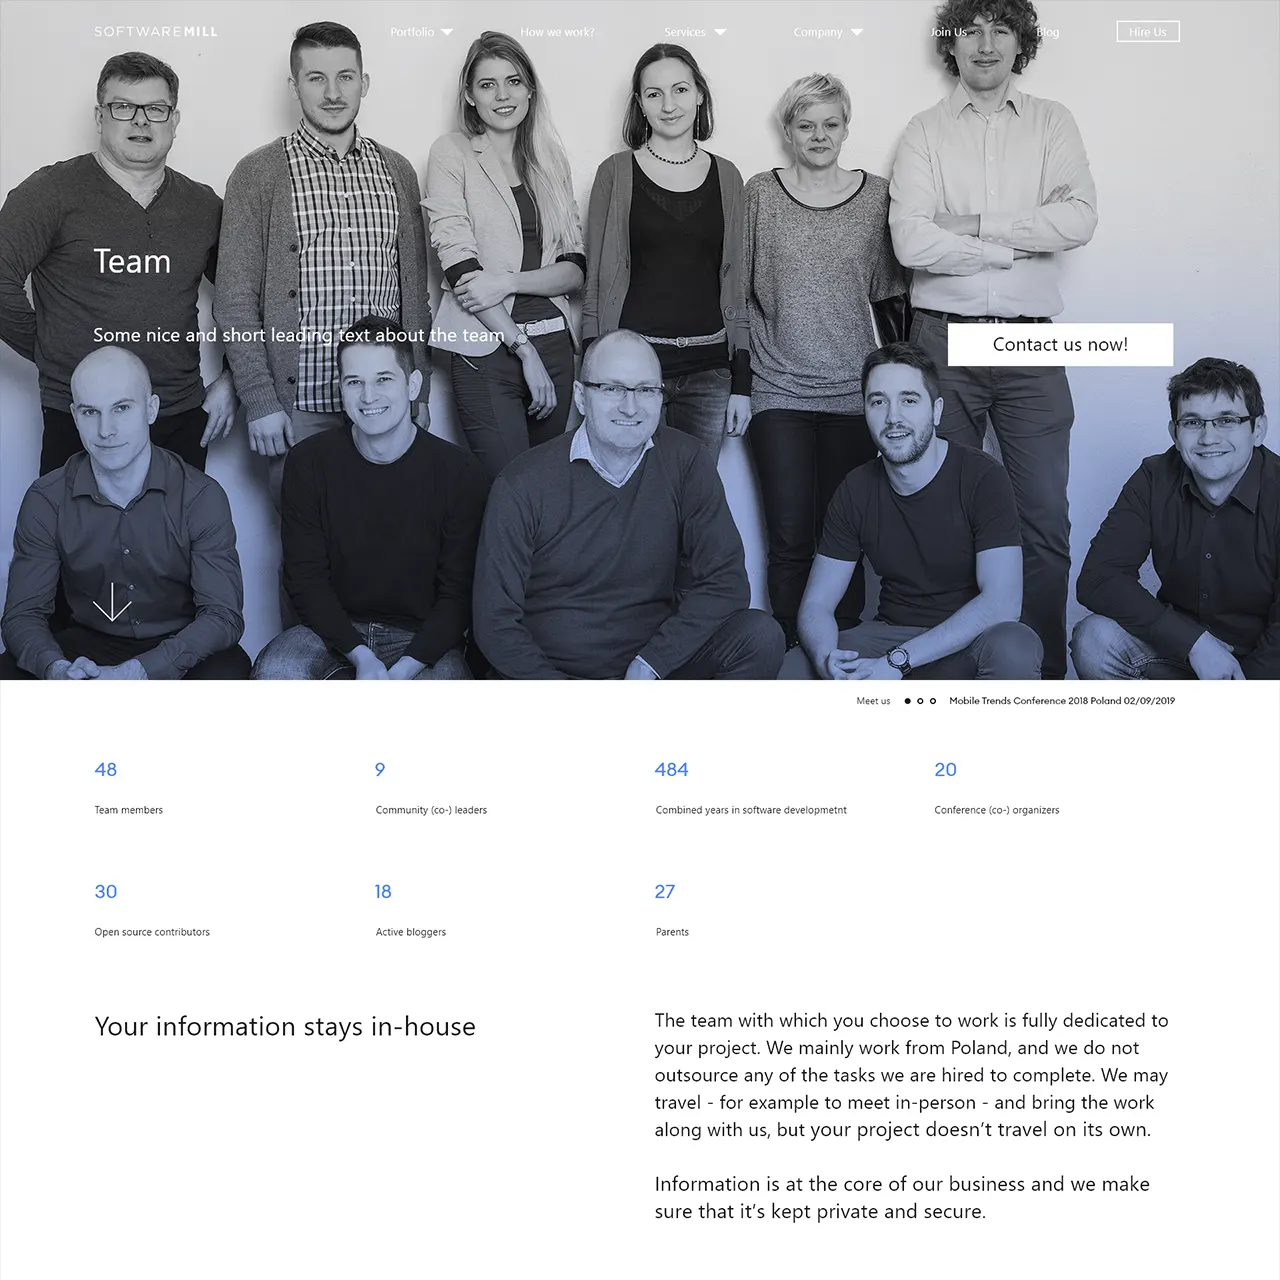 SOFTWAREMILL
Portfolio How we work? Services Company Join Us Blog Hire Us
Team
Some nice and short leading text about the team
Contact us now!
Meet us Mobile Trends Conference 2018 Poland 02/09/2019
48 9 484 20
Team members Community (co-) leaders Combined years in software developmetnt Conference (co-) organizers
30 18 27
Open source contributors Active bloggers Parents
Your information stays in-house
The team with which you choose to work is fully dedicated to
your project. We mainly work from Poland, and we do not
outsource any of the tasks we are hired to complete. We may
travel - for example to meet in-person - and bring the work
along with us, but your project doesn’t travel on its own.
Information is at the core of our business and we make
sure that it’s kept private and secure.